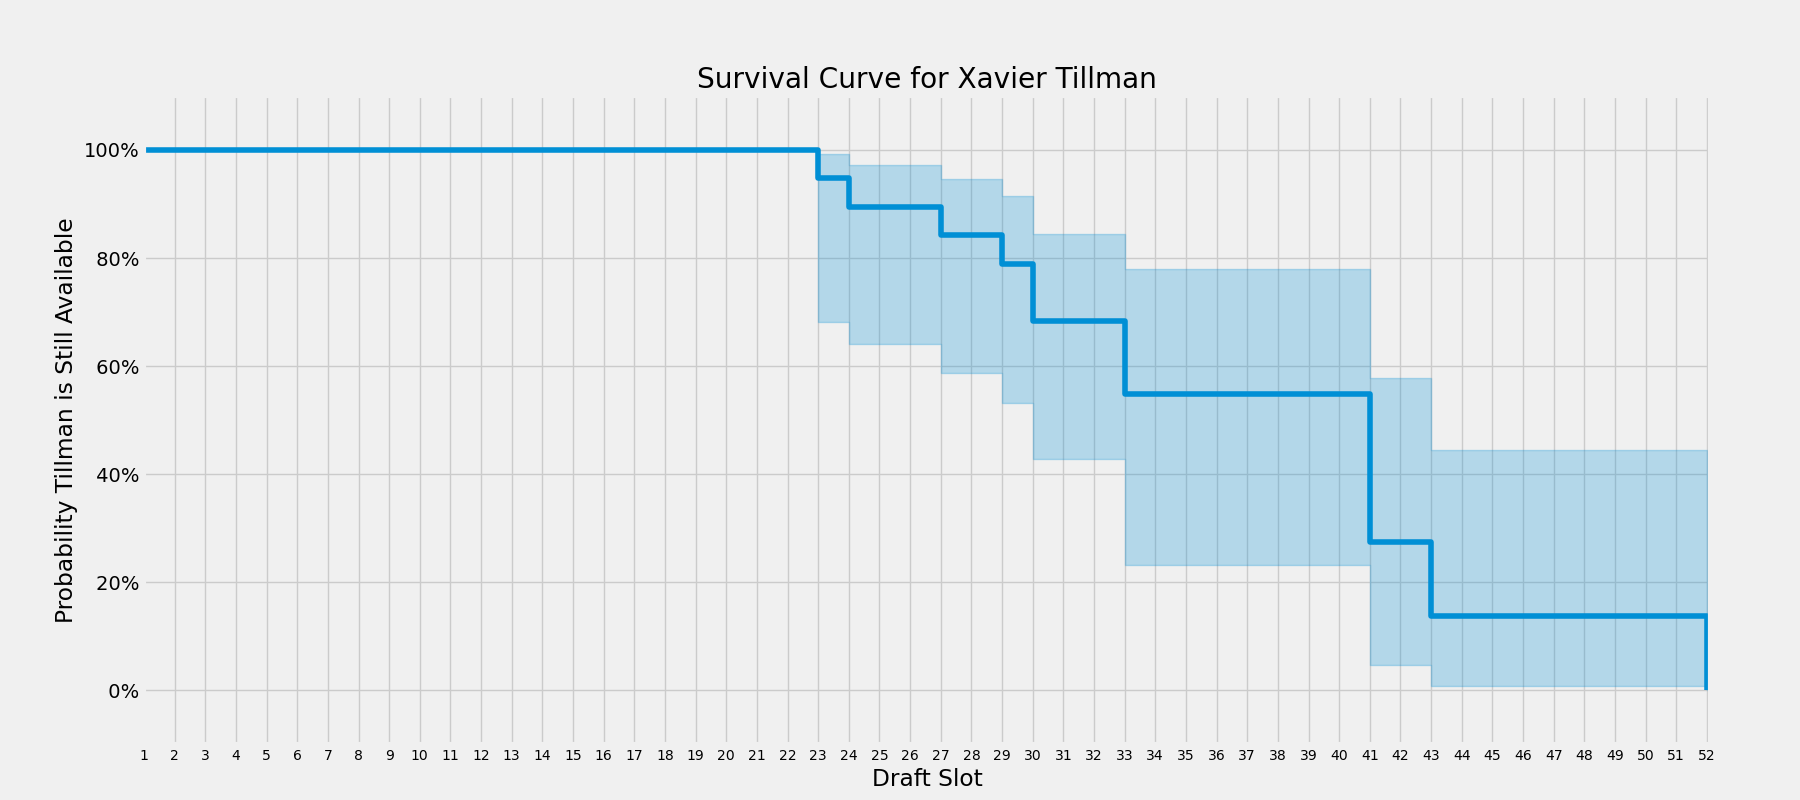 Survival Curve for Xavier Tillman
Probability Tillman is Still Available
100%
80%
60%
40%
20%
0%
1 2 3 4 5 6 7 8 9 10 11 12 13 14 15 16 17 18 19 20 21 22 23 24 25 26 27 28 29 30 31 32 33 34 35 36 37 38 39 40 41 42 43 44 45 46 47 48 49 50 51 52
Draft Slot